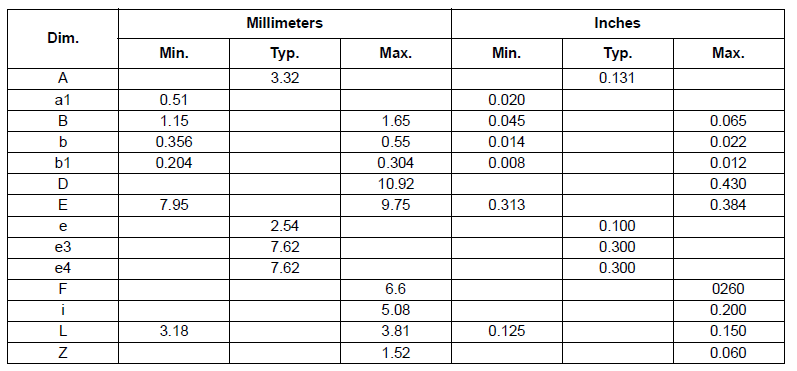 Dim. Millimeters Inches
Min. Typ. Max. Min. Typ. Max.
A 3.32 0.131
a1 0.51 0.020
B 1.15 1.65 0.045 0.065
b 0.356 0.55 0.014 0.022
b1 0.204 0.304 0.008 0.012
D 10.92 0.430
E 7.95 9.75 0.313 0.384
e 2.54 0.100
e3 7.62 0.300
e4 7.62 0.300
F 6.6 0260
i 5.08 0.200
L 3.18 3.81 0.125 0.150
Z 1.52 0.060